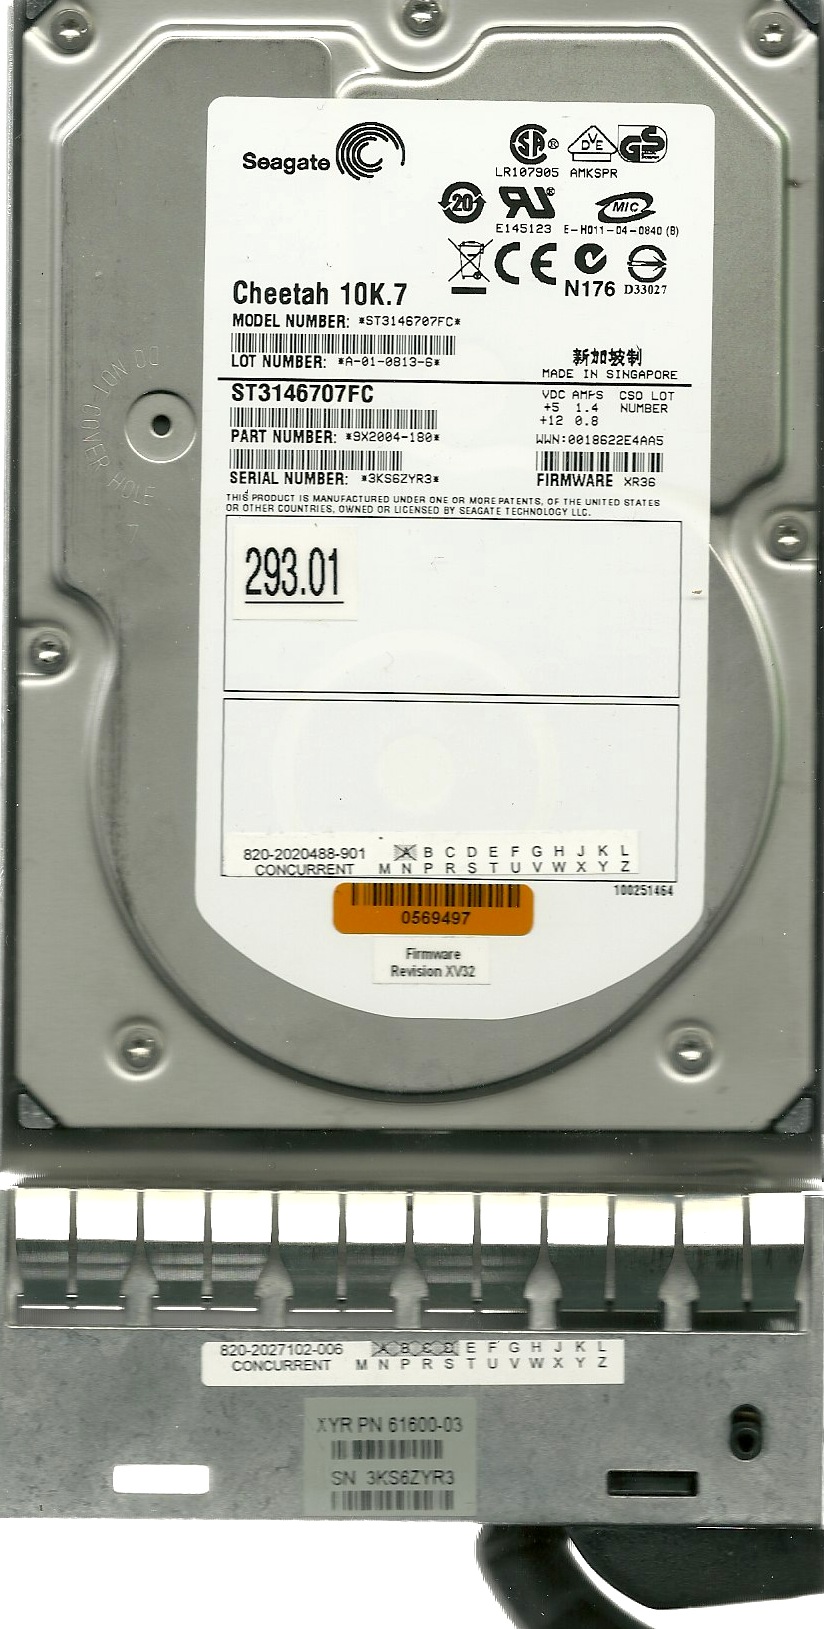 Seagate
LR107905 AMKSPR
E145123 E-H011-04-0840 (B)
N176 D33027
Cheetah 10K.7
MODEL NUMBER: *ST3146707FC*
LOT NUMBER: *A-01-0813-6*
新加坡制
MADE IN SINGAPORE
ST3146707FC
VDC AMPS CSO LOT
+5 1.4 NUMBER
+12 0.8
PART NUMBER: *9X2004-180*
WWN:0018622E4AA5
SERIAL NUMBER: *3KS6ZYR3*
FIRMWARE XR36
THIS PRODUCT IS MANUFACTURED UNDER ONE OR MORE PATENTS, OF THE UNITED STATES
OR OTHER COUNTRIES, OWNED OR LICENSED BY SEAGATE TECHNOLOGY LLC.
293.01
820-2020488-901 A B C D E F G H J K L
CONCURRENT M N P R S T U V W X Y Z
100251464
0569497
Firmware
Revision XV32
820-2027102-006 A B C D E F G H J K L
CONCURRENT M N P R S T U V W X Y Z
XYR PN 61600-03
SN 3KS6ZYR3